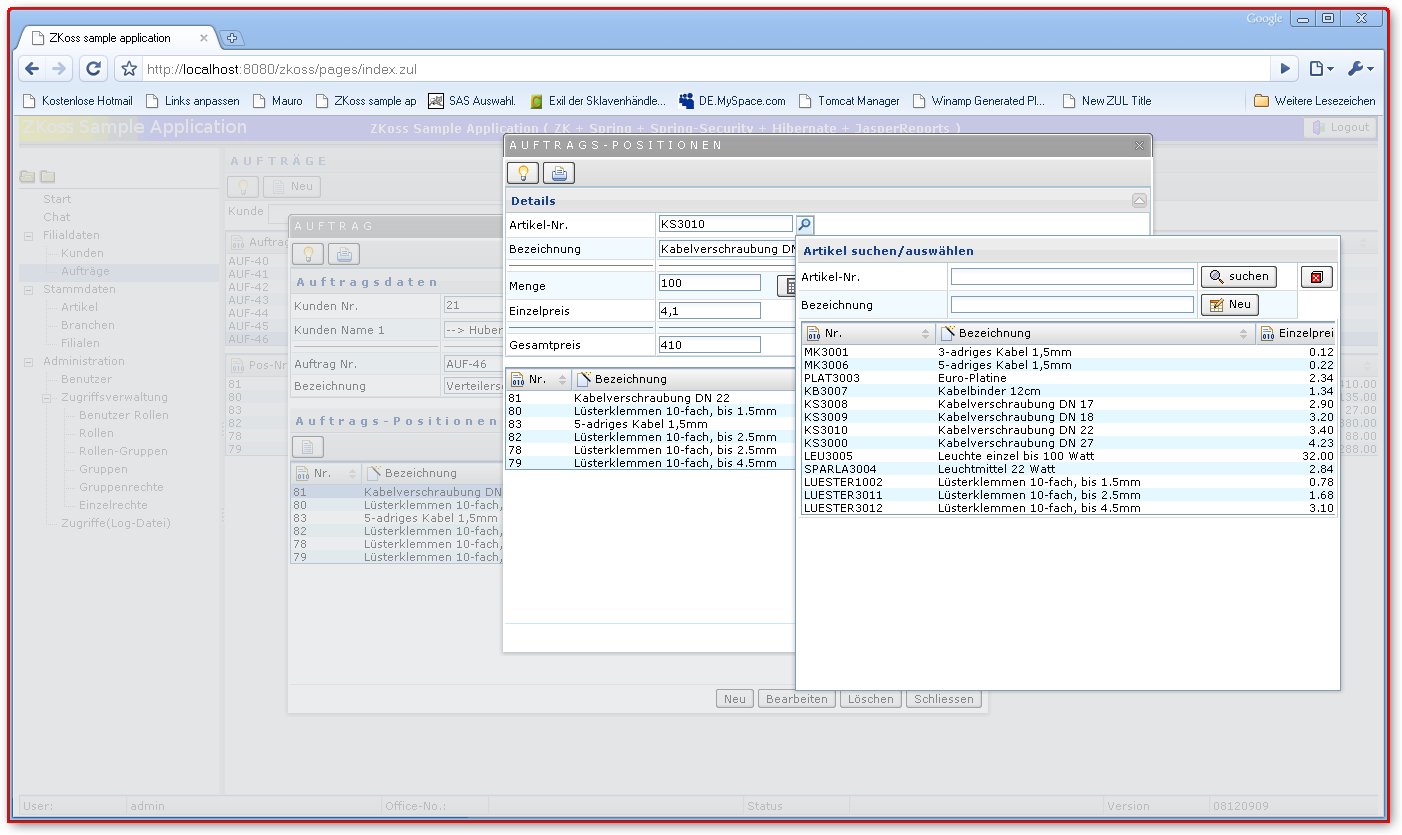 Google
ZKoss sample application
http://localhost:8080/zkoss/pages/index.zul
Kostenlose Hotmail Links anpassen Mauro ZKoss sample ap SAS Auswahl. Exil der Sklavenhändle... DE.MySpace.com Tomcat Manager Winamp Generated Pl... New ZUL Title Weitere Lesezeichen
ZKoss Sample Application ZKoss Sample Application ( ZK + Spring + Spring-Security + Hibernate + JasperReports ) Logout
Start
Chat
Filialdaten
Kunden
Aufträge
Stammdaten
Artikel
Branchen
Filialen
Administration
Benutzer
Zugriffsverwaltung
Benutzer Rollen
Rollen
Rollen-Gruppen
Gruppen
Gruppenrechte
Einzelrechte
Zugriffe(Log-Datei)
AUFTRÄGE
Neu
Kunde
AUF-40
AUF-41
AUF-42
AUF-43
AUF-44
AUF-45
AUF-46
Pos-Nr
81
80
83
82
78
79
410.00
135.00
27.00
380.00
88.00
288.00
AUFTRAG
Auftragsdaten
Kunden Nr. 21
Kunden Name 1 --> Huber
Auftrag Nr. AUF-46
Bezeichnung Verteilers
Auftrags-Positionen
Nr. Bezeichnung
81 Kabelverschraubung DN
80 Lüsterklemmen 10-fach,
83 5-adriges Kabel 1,5mm
82 Lüsterklemmen 10-fach,
78 Lüsterklemmen 10-fach,
79 Lüsterklemmen 10-fach,
Neu Bearbeiten Löschen Schliessen
AUFTRAGS-POSITIONEN
Details
Artikel-Nr. KS3010
Bezeichnung Kabelverschraubung DN
Menge 100
Einzelpreis 4,1
Gesamtpreis 410
Nr. Bezeichnung
81 Kabelverschraubung DN 22
80 Lüsterklemmen 10-fach, bis 1.5mm
83 5-adriges Kabel 1,5mm
82 Lüsterklemmen 10-fach, bis 2.5mm
78 Lüsterklemmen 10-fach, bis 2.5mm
79 Lüsterklemmen 10-fach, bis 4.5mm
Artikel suchen/auswählen
Artikel-Nr. suchen
Bezeichnung Neu
Nr. Bezeichnung Einzelprei
MK3001 3-adriges Kabel 1,5mm 0.12
MK3006 5-adriges Kabel 1,5mm 0.22
PLAT3003 Euro-Platine 2.34
KB3007 Kabelbinder 12cm 1.34
KS3008 Kabelverschraubung DN 17 2.90
KS3009 Kabelverschraubung DN 18 3.20
KS3010 Kabelverschraubung DN 22 3.40
KS3000 Kabelverschraubung DN 27 4.23
LEU3005 Leuchte einzel bis 100 Watt 32.00
SPARLA3004 Leuchtmittel 22 Watt 2.84
LUESTER1002 Lüsterklemmen 10-fach, bis 1.5mm 0.78
LUESTER3011 Lüsterklemmen 10-fach, bis 2.5mm 1.68
LUESTER3012 Lüsterklemmen 10-fach, bis 4.5mm 3.10
User: admin Office-No.: Status Version 08120909